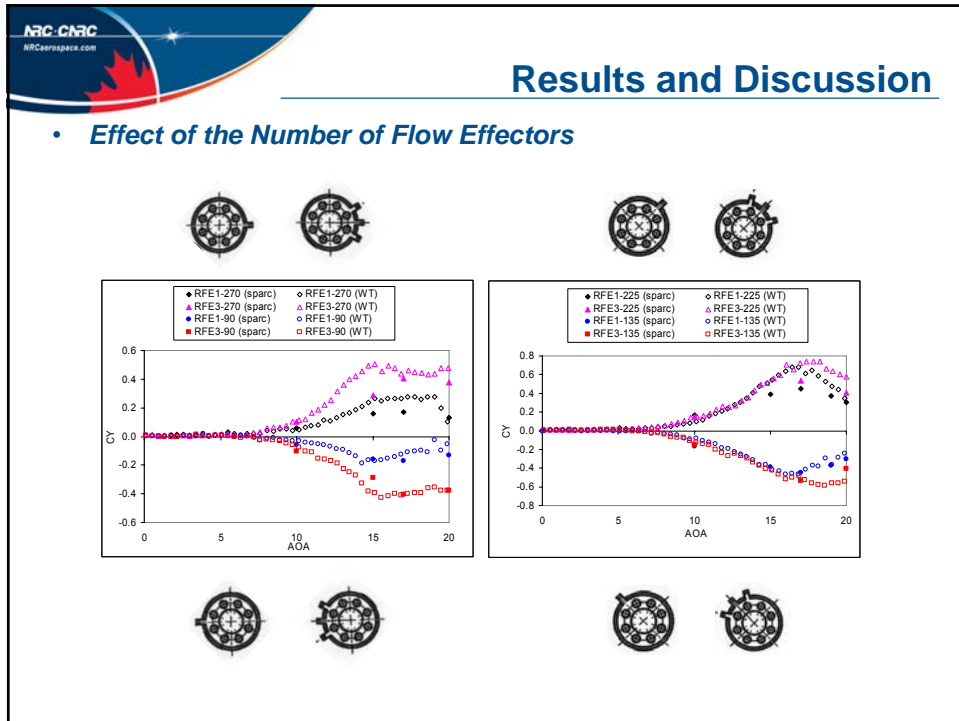 NRC·CNRC
NRCaerospace.com
Results and Discussion
• Effect of the Number of Flow Effectors
RFE1-270 (sparc) RFE1-270 (WT)
RFE3-270 (sparc) RFE3-270 (WT)
RFE1-90 (sparc) RFE1-90 (WT)
RFE3-90 (sparc) RFE3-90 (WT)
0.6
0.4
0.2
0.0
-0.2
-0.4
-0.6
CY
0 5 10 15 20
AOA
RFE1-225 (sparc) RFE1-225 (WT)
RFE3-225 (sparc) RFE3-225 (WT)
RFE1-135 (sparc) RFE1-135 (WT)
RFE3-135 (sparc) RFE3-135 (WT)
0.8
0.6
0.4
0.2
0.0
-0.2
-0.4
-0.6
-0.8
CY
0 5 10 15 20
AOA